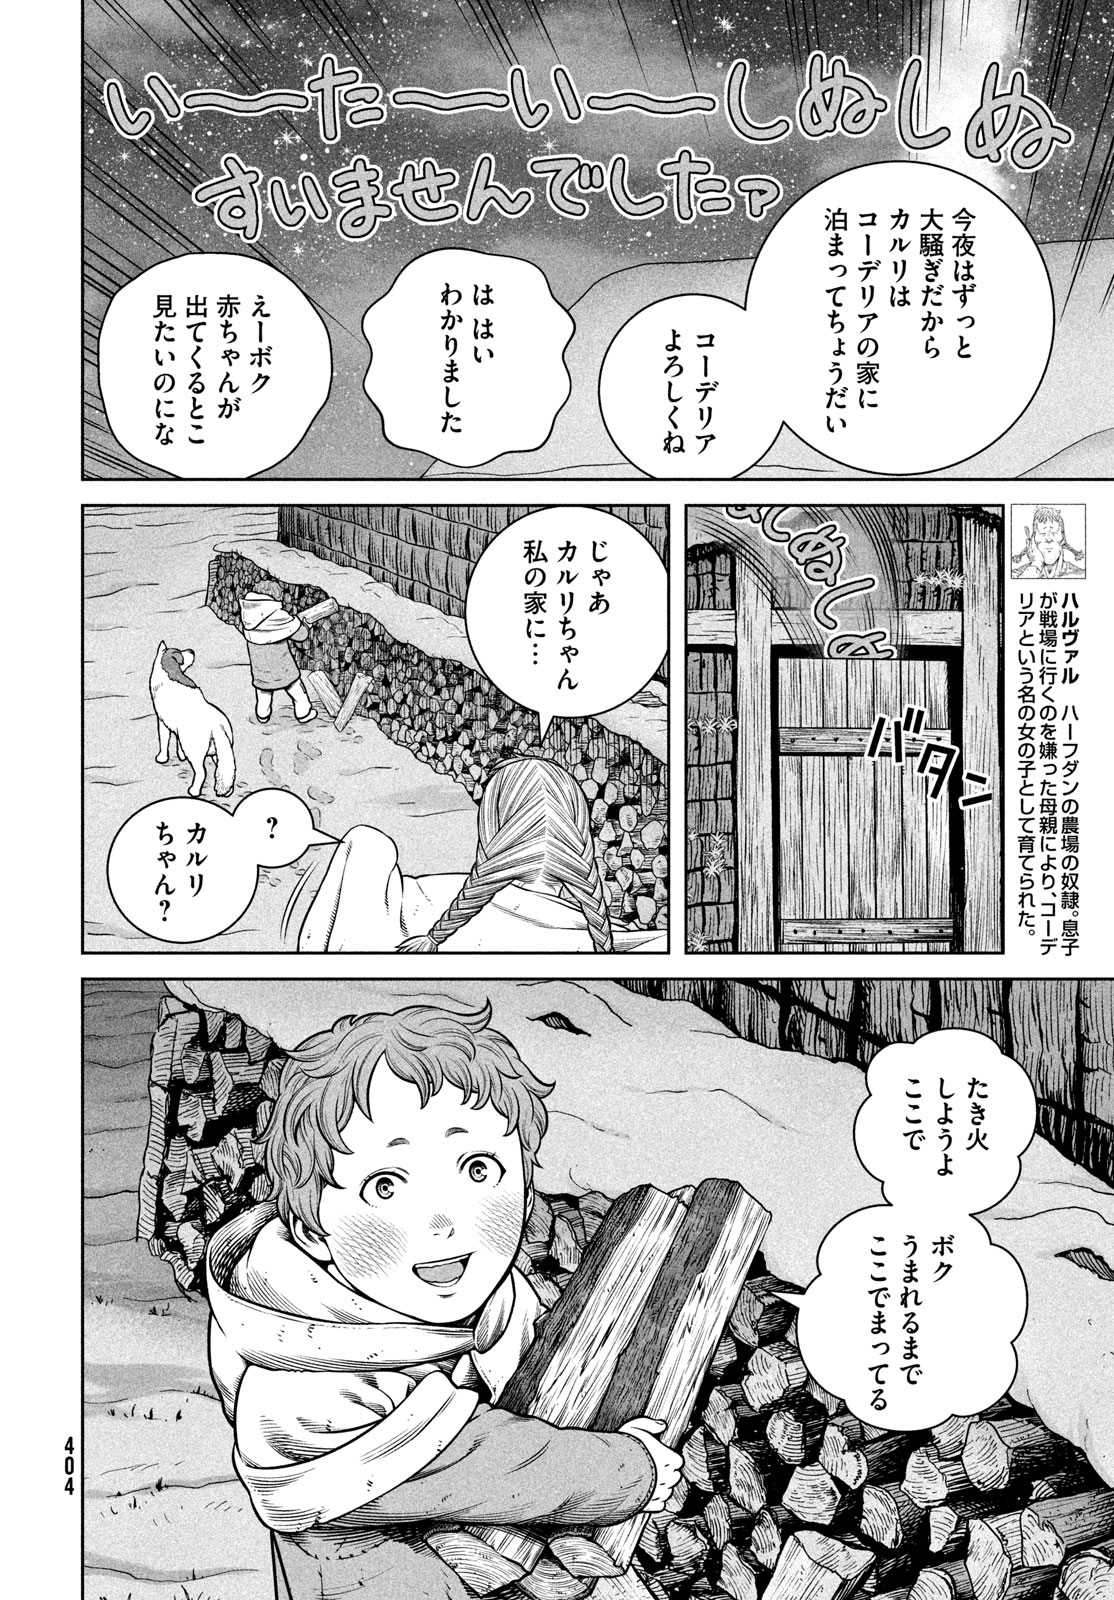 い～～た～～い～～しぬしぬ
すいませんでしたァ
今夜はずっと
大騒ぎだから
カルリは
コーデリアの家に
泊まってちょうだい
コーデリア
よろしくね
は はい
わかりました
えーボク
赤ちゃんが
出てくるとこ
見たいのにな
ハルヴァル ハーフダンの農場の奴隷。息子
が戦場に行くのを嫌った母親により、コーデ
リアという名の女の子として育てられた。
しぬしぬ
バタン
じゃあ
カルリちゃん
私の家に…
?
カルリ
ちゃん?
たき火
しようよ
ここで
ボク
うまれるまで
ここでまってる
404